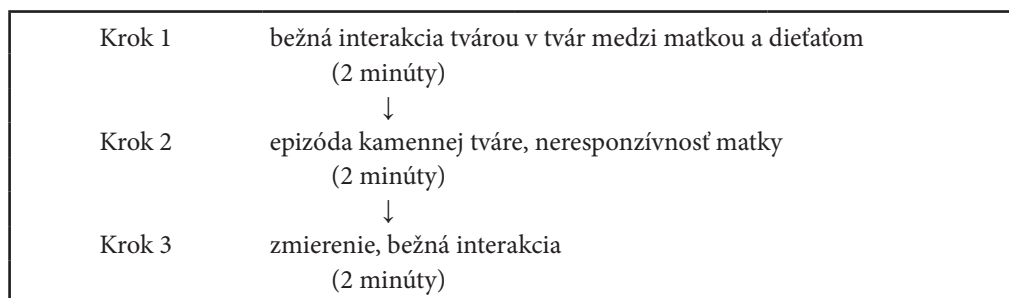 Krok 1 bežná interakcia tvárou v tvár medzi matkou a dieťaťom
(2 minúty)
↓
Krok 2 epizóda kamennej tváre, neresponzívnosť matky
(2 minúty)
↓
Krok 3 zmierenie, bežná interakcia
(2 minúty)